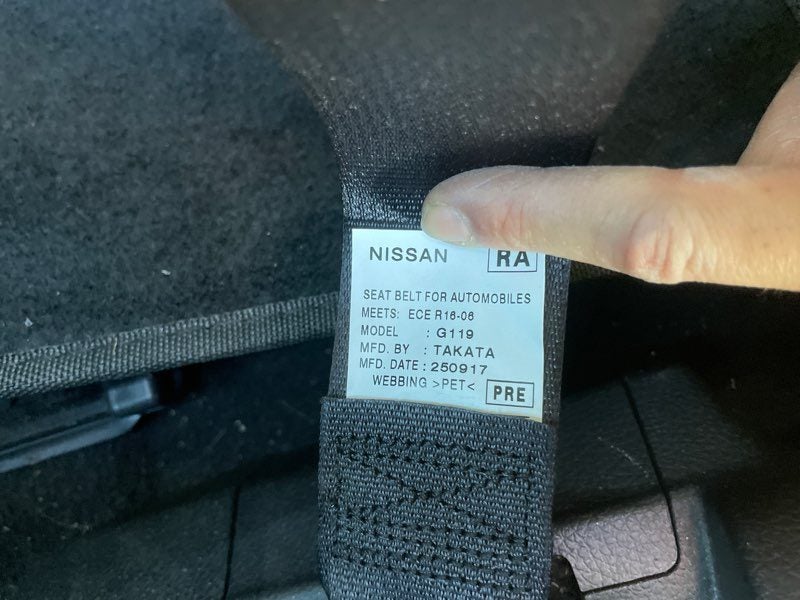 NISSAN RA
SEAT BELT FOR AUTOMOBILES
MEETS: ECE R16-06
MODEL : G119
MFD. BY : TAKATA
MFD. DATE : 250917
WEBBING >PET< PRE